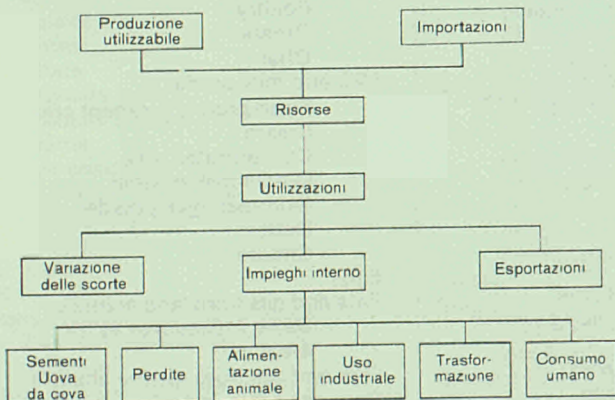 Produzione
utilizzabile
Importazioni
Risorse
Utilizzazioni
Variazione
delle scorte
Impieghi interno
Esportazioni
Sementi
Uova
da cova
Perdite
Alimen-
tazione
animale
Uso
industriale
Trasfor-
mazione
Consumo
umano